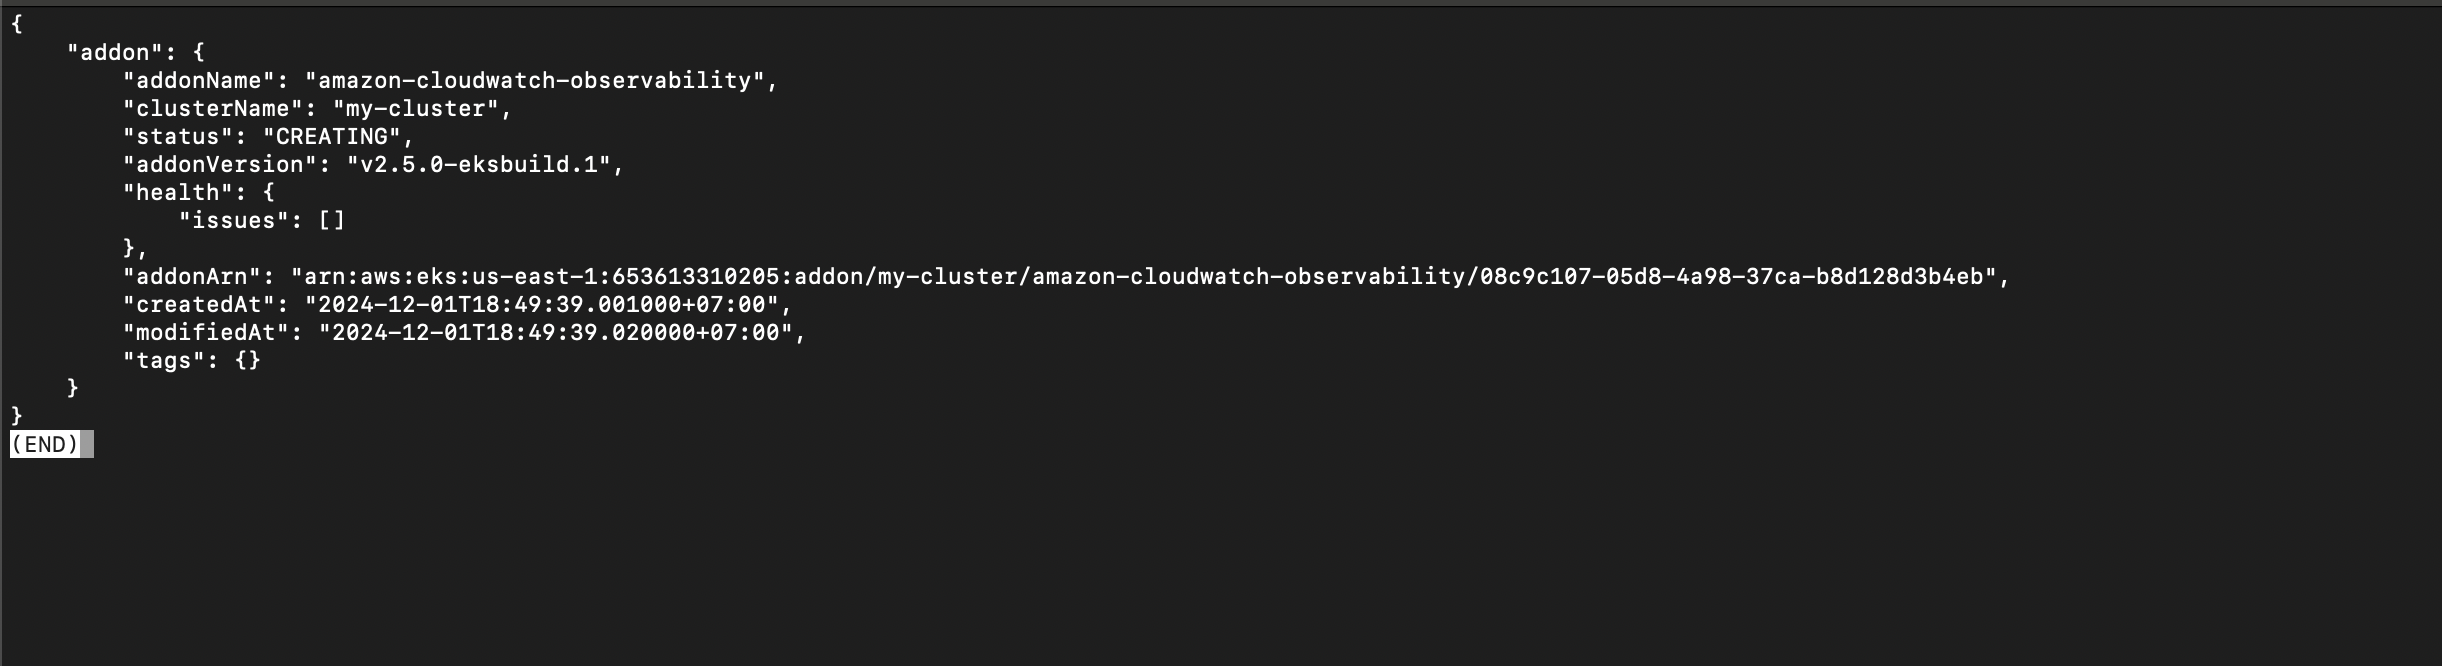 {
    "addon": {
        "addonName": "amazon-cloudwatch-observability",
        "clusterName": "my-cluster",
        "status": "CREATING",
        "addonVersion": "v2.5.0-eksbuild.1",
        "health": {
            "issues": []
        },
        "addonArn": "arn:aws:eks:us-east-1:653613310205:addon/my-cluster/amazon-cloudwatch-observability/08c9c107-05d8-4a98-37ca-b8d128d3b4eb",
        "createdAt": "2024-12-01T18:49:39.001000+07:00",
        "modifiedAt": "2024-12-01T18:49:39.020000+07:00",
        "tags": {}
    }
}
(END)